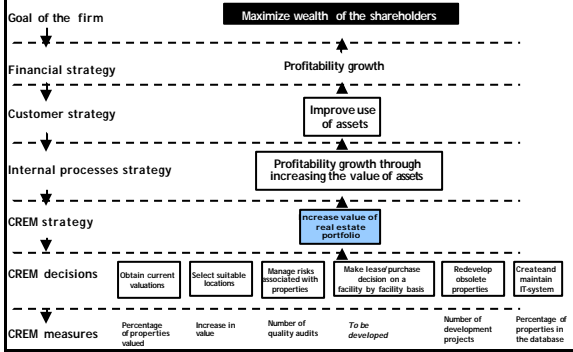 Goal of the firm
Maximize wealth of the shareholders
Financial strategy
Profitability growth
Customer strategy
Improve use
of assets
Internal processes strategy
Profitability growth through
increasing the value of assets
CREM strategy
Increase value of
real estate
portfolio
CREM decisions
Obtain current
valuations
Select suitable
locations
Manage risks
associated with
properties
Make lease/purchase
decision on a
facility by facility basis
Redevelop
obsolete
properties
Createand
maintain
IT-system
CREM measures
Percentage
of properties
valued
Increase in
value
Number of
quality audits
To be
developed
Number of
development
projects
Percentage of
properties in
the database